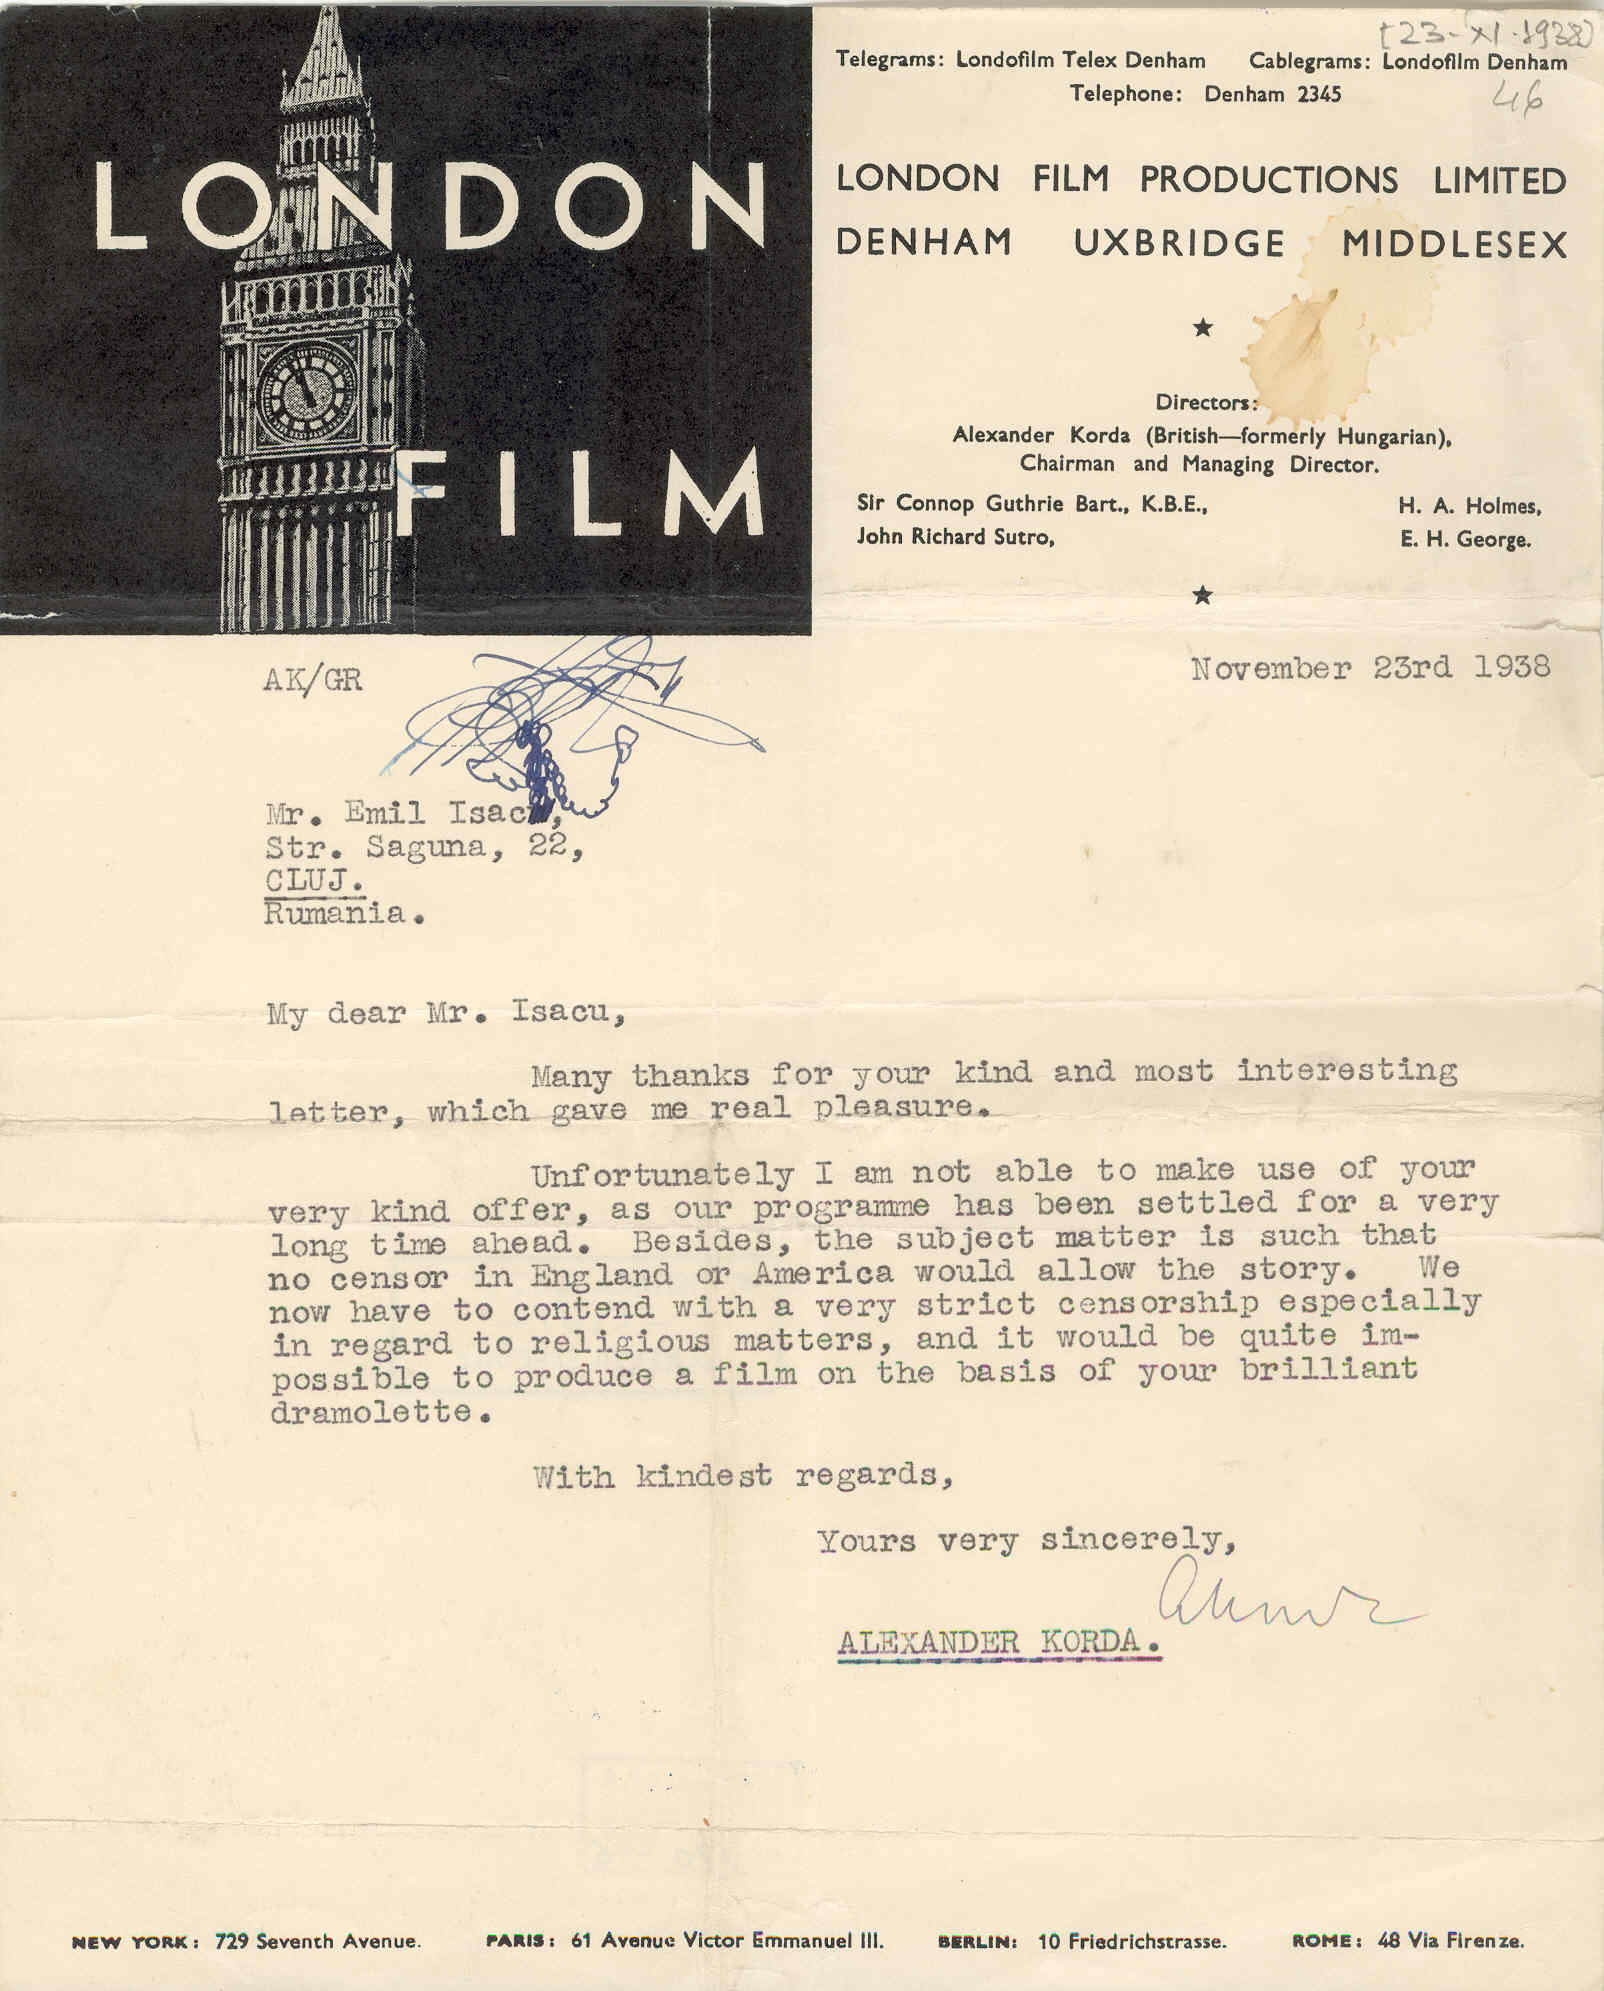 LONDON
FILM
[23-XI-1938]
Telegrams: Londofilm Telex Denham Cablegrams: Londofilm Denham
Telephone: Denham 2345
46
LONDON FILM PRODUCTIONS LIMITED
DENHAM UXBRIDGE MIDDLESEX
Directors:
Alexander Korda (British—formerly Hungarian),
Chairman and Managing Director.
Sir Connop Guthrie Bart., K.B.E., H. A. Holmes,
John Richard Sutro, E. H. George.
AK/GR
November 23rd 1938
Mr. Emil Isacu,
Str. Saguna, 22,
CLUJ.
Rumania.
My dear Mr. Isacu,
Many thanks for your kind and most interesting
letter, which gave me real pleasure.
Unfortunately I am not able to make use of your
very kind offer, as our programme has been settled for a very
long time ahead. Besides, the subject matter is such that
no censor in England or America would allow the story. We
now have to contend with a very strict censorship especially
in regard to religious matters, and it would be quite im-
possible to produce a film on the basis of your brilliant
dramolette.
With kindest regards,
Yours very sincerely,
ALEXANDER KORDA.
NEW YORK: 729 Seventh Avenue. PARIS: 61 Avenue Victor Emmanuel III. BERLIN: 10 Friedrichstrasse. ROME: 48 Via Firenze.